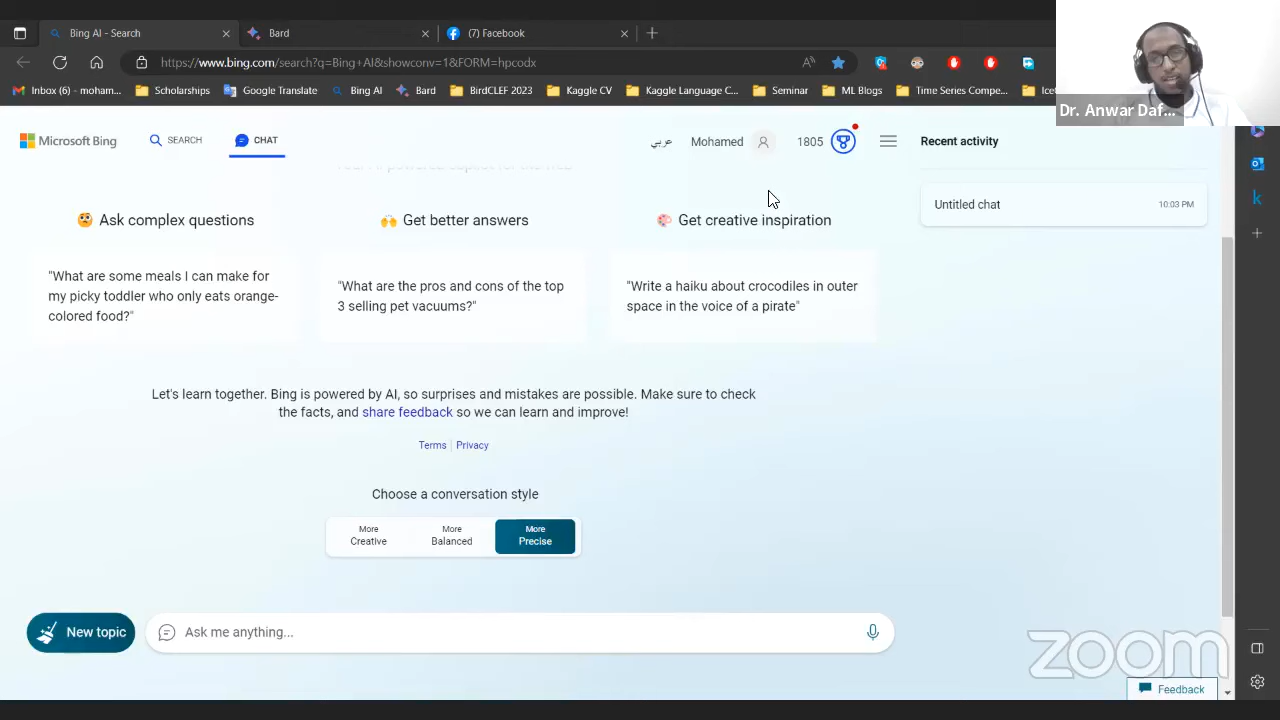 Bing AI - Search
Bard
(7) Facebook
https://www.bing.com/search?q=Bing+AI&showconv=1&FORM=hpcodx
Inbox (6) - moham...
Scholarships
Google Translate
Bing AI
Bard
BirdCLEF 2023
Kaggle CV
Kaggle Language C...
Seminar
ML Blogs
Time Series Compe...
Dr. Anwar Daf...
Microsoft Bing
SEARCH
CHAT
عربي
Mohamed
1805
Recent activity
Untitled chat
10:03 PM
Your AI-powered copilot for the web
Ask complex questions
Get better answers
Get creative inspiration
"What are some meals I can make for
my picky toddler who only eats orange-
colored food?"
"What are the pros and cons of the top
3 selling pet vacuums?"
"Write a haiku about crocodiles in outer
space in the voice of a pirate"
Let's learn together. Bing is powered by AI, so surprises and mistakes are possible. Make sure to check
the facts, and share feedback so we can learn and improve!
Terms | Privacy
Choose a conversation style
More
Creative
More
Balanced
More
Precise
New topic
Ask me anything...
zoom
Feedback